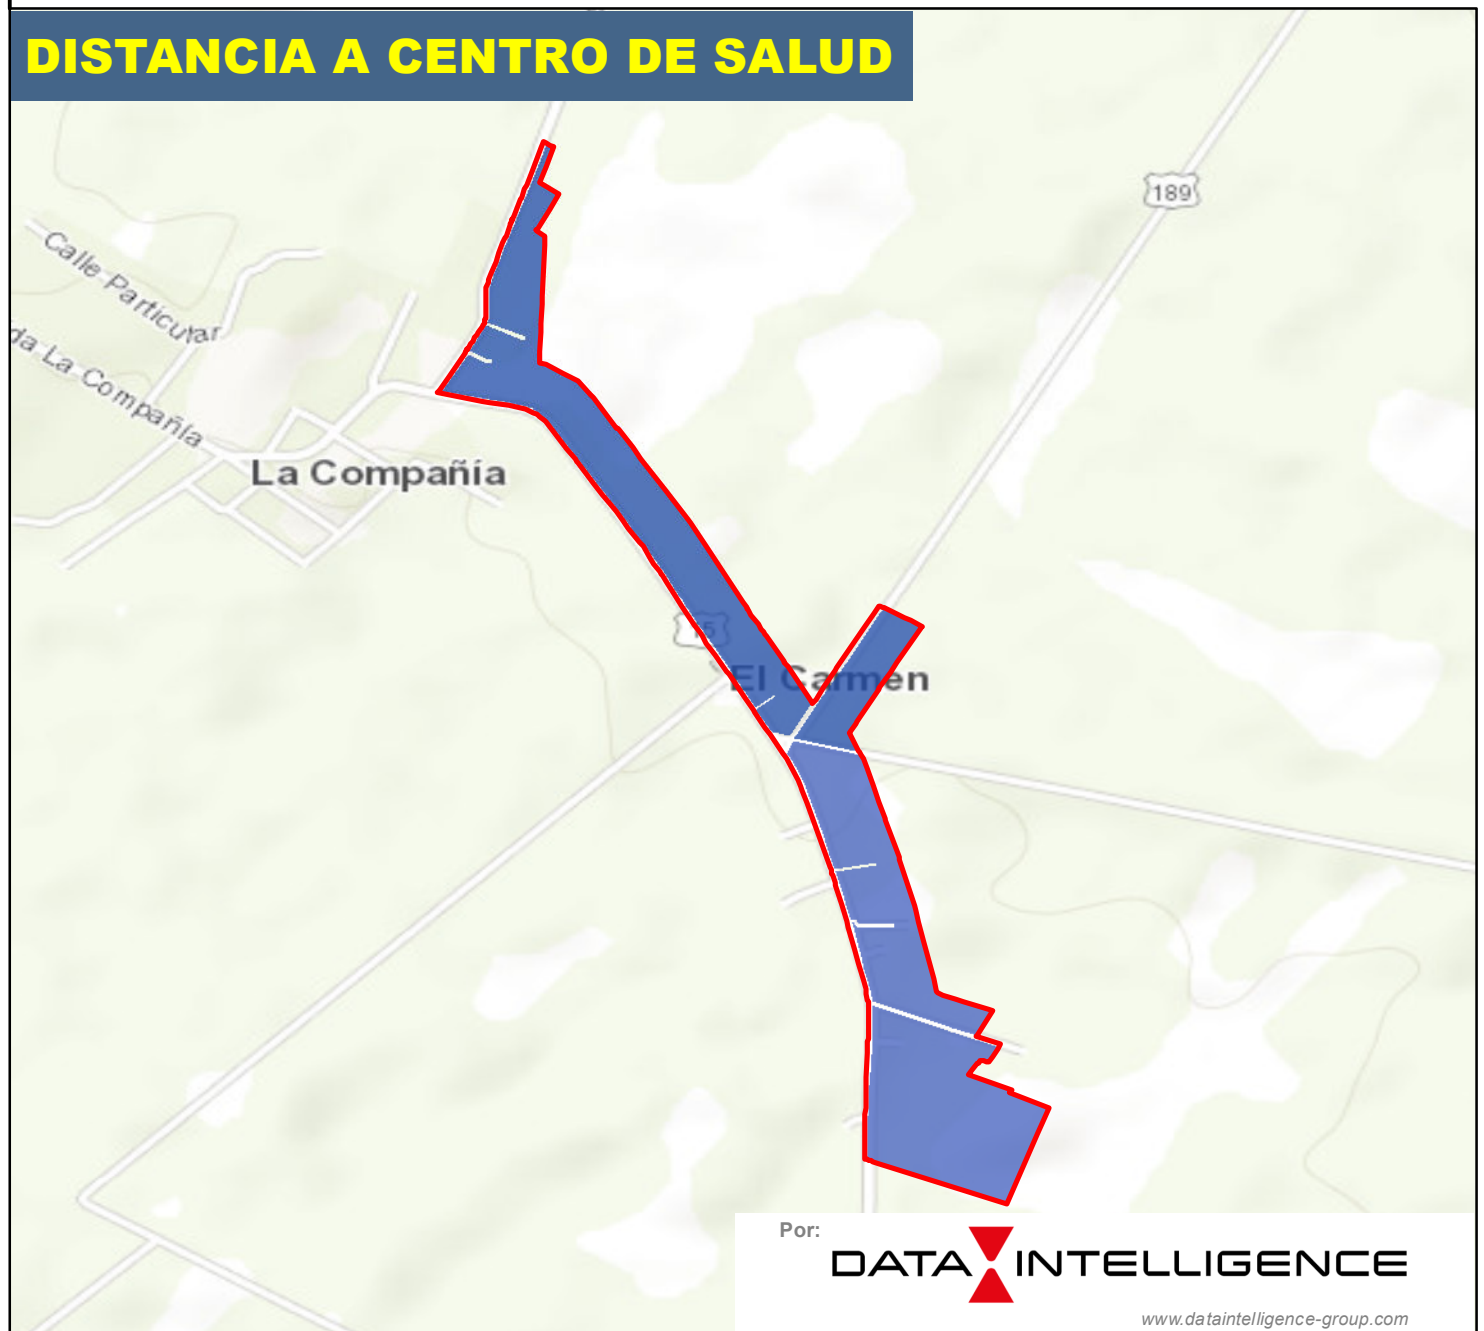 DISTANCIA A CENTRO DE SALUD
189
Calle Particular
da La Compañía
La Compañía
El Carmen
Por:
DATA INTELLIGENCE
www.dataintelligence-group.com